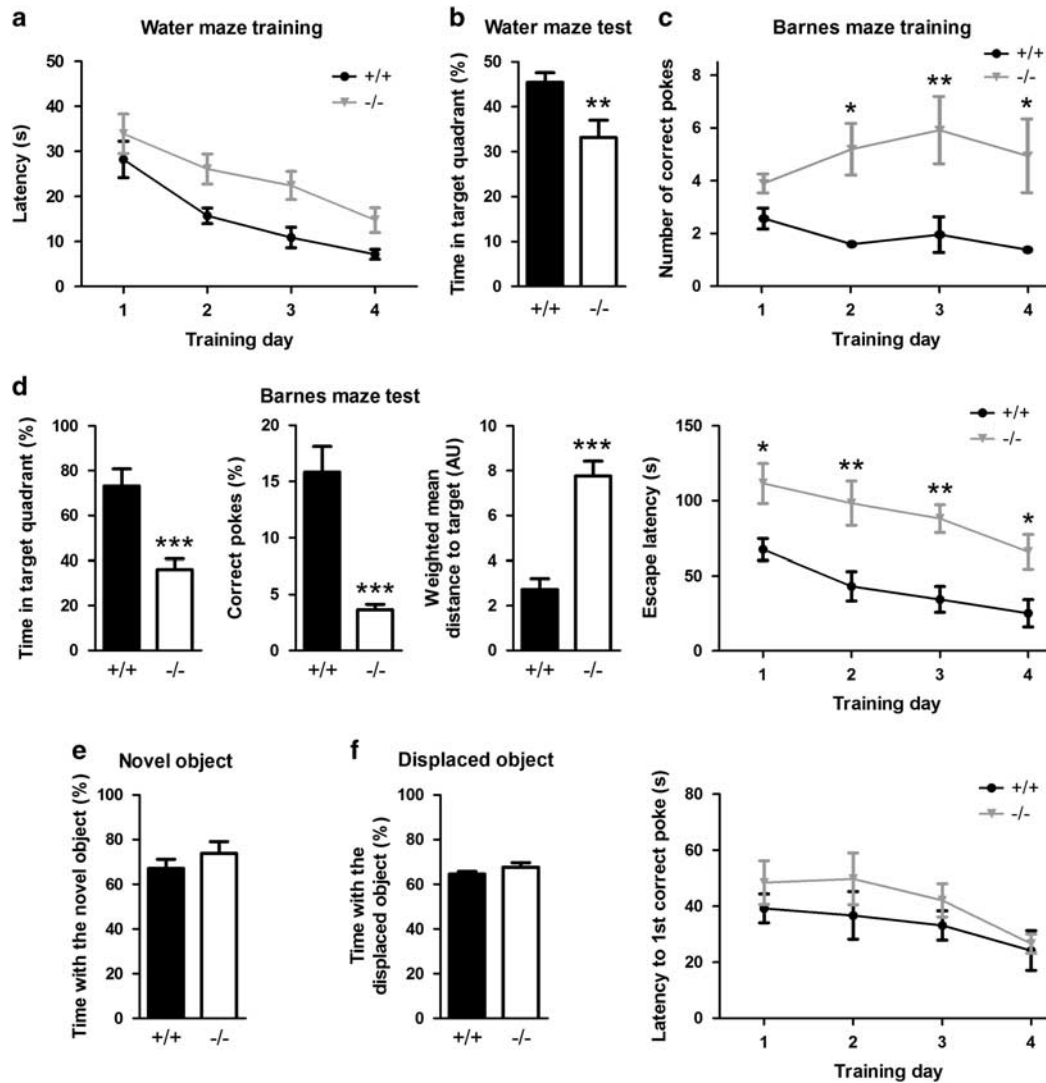 a
Water maze training
Latency (s)
50
40
30
20
10
0
+/+
-/-
1 2 3 4
Training day
b
Water maze test
Time in target quadrant (%)
50
40
30
20
10
0
**
+/+ -/-
c
Barnes maze training
Number of correct pokes
8
6
4
2
0
+/+
-/-
* ** *
1 2 3 4
Training day
d
Barnes maze test
Time in target quadrant (%)
100
80
60
40
20
0
***
+/+ -/-
Correct pokes (%)
20
15
10
5
0
***
+/+ -/-
Weighted mean
distance to target (AU)
10
8
6
4
2
0
***
+/+ -/-
Escape latency (s)
150
100
50
0
+/+
-/-
* ** ** *
1 2 3 4
Training day
e
Novel object
Time with the novel object (%)
100
80
60
40
20
0
+/+ -/-
f
Displaced object
Time with the
displaced object (%)
100
80
60
40
20
0
+/+ -/-
Latency to 1st correct poke (s)
80
60
40
20
0
+/+
-/-
1 2 3 4
Training day